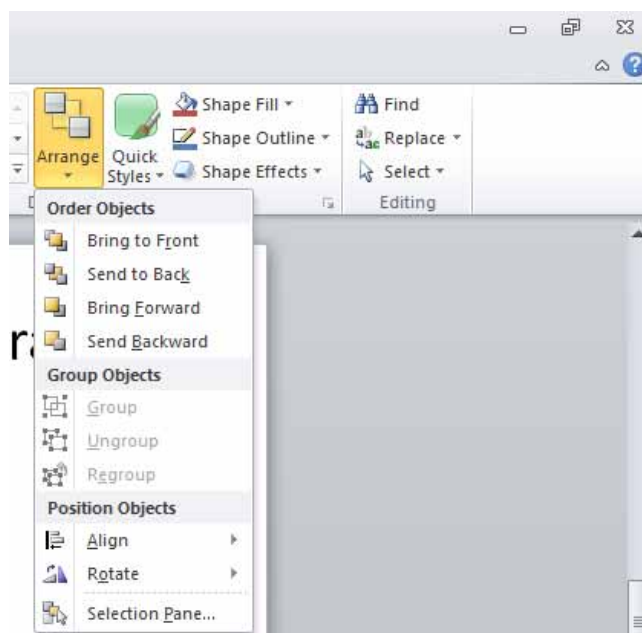 Arrange
Quick
Styles
Shape Fill
Shape Outline
Shape Effects
Find
Replace
Select
Editing
Order Objects
Bring to Front
Send to Back
Bring Forward
Send Backward
Group Objects
Group
Ungroup
Regroup
Position Objects
Align
Rotate
Selection Pane...